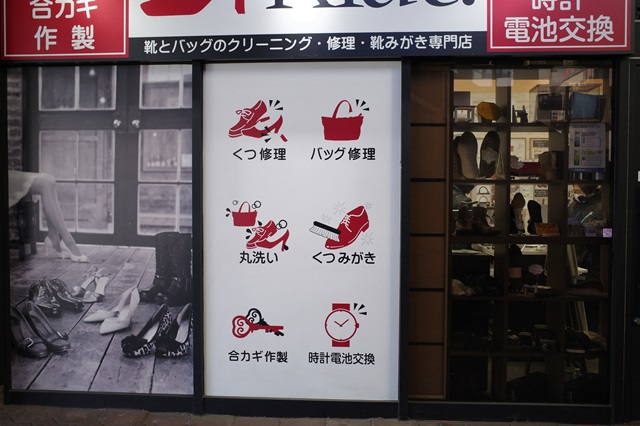 合カギ
作製
時計
電池交換
靴とバッグのクリーニング・修理・靴みがき専門店
くつ修理
バッグ修理
丸洗い
くつみがき
合カギ作製
時計電池交換